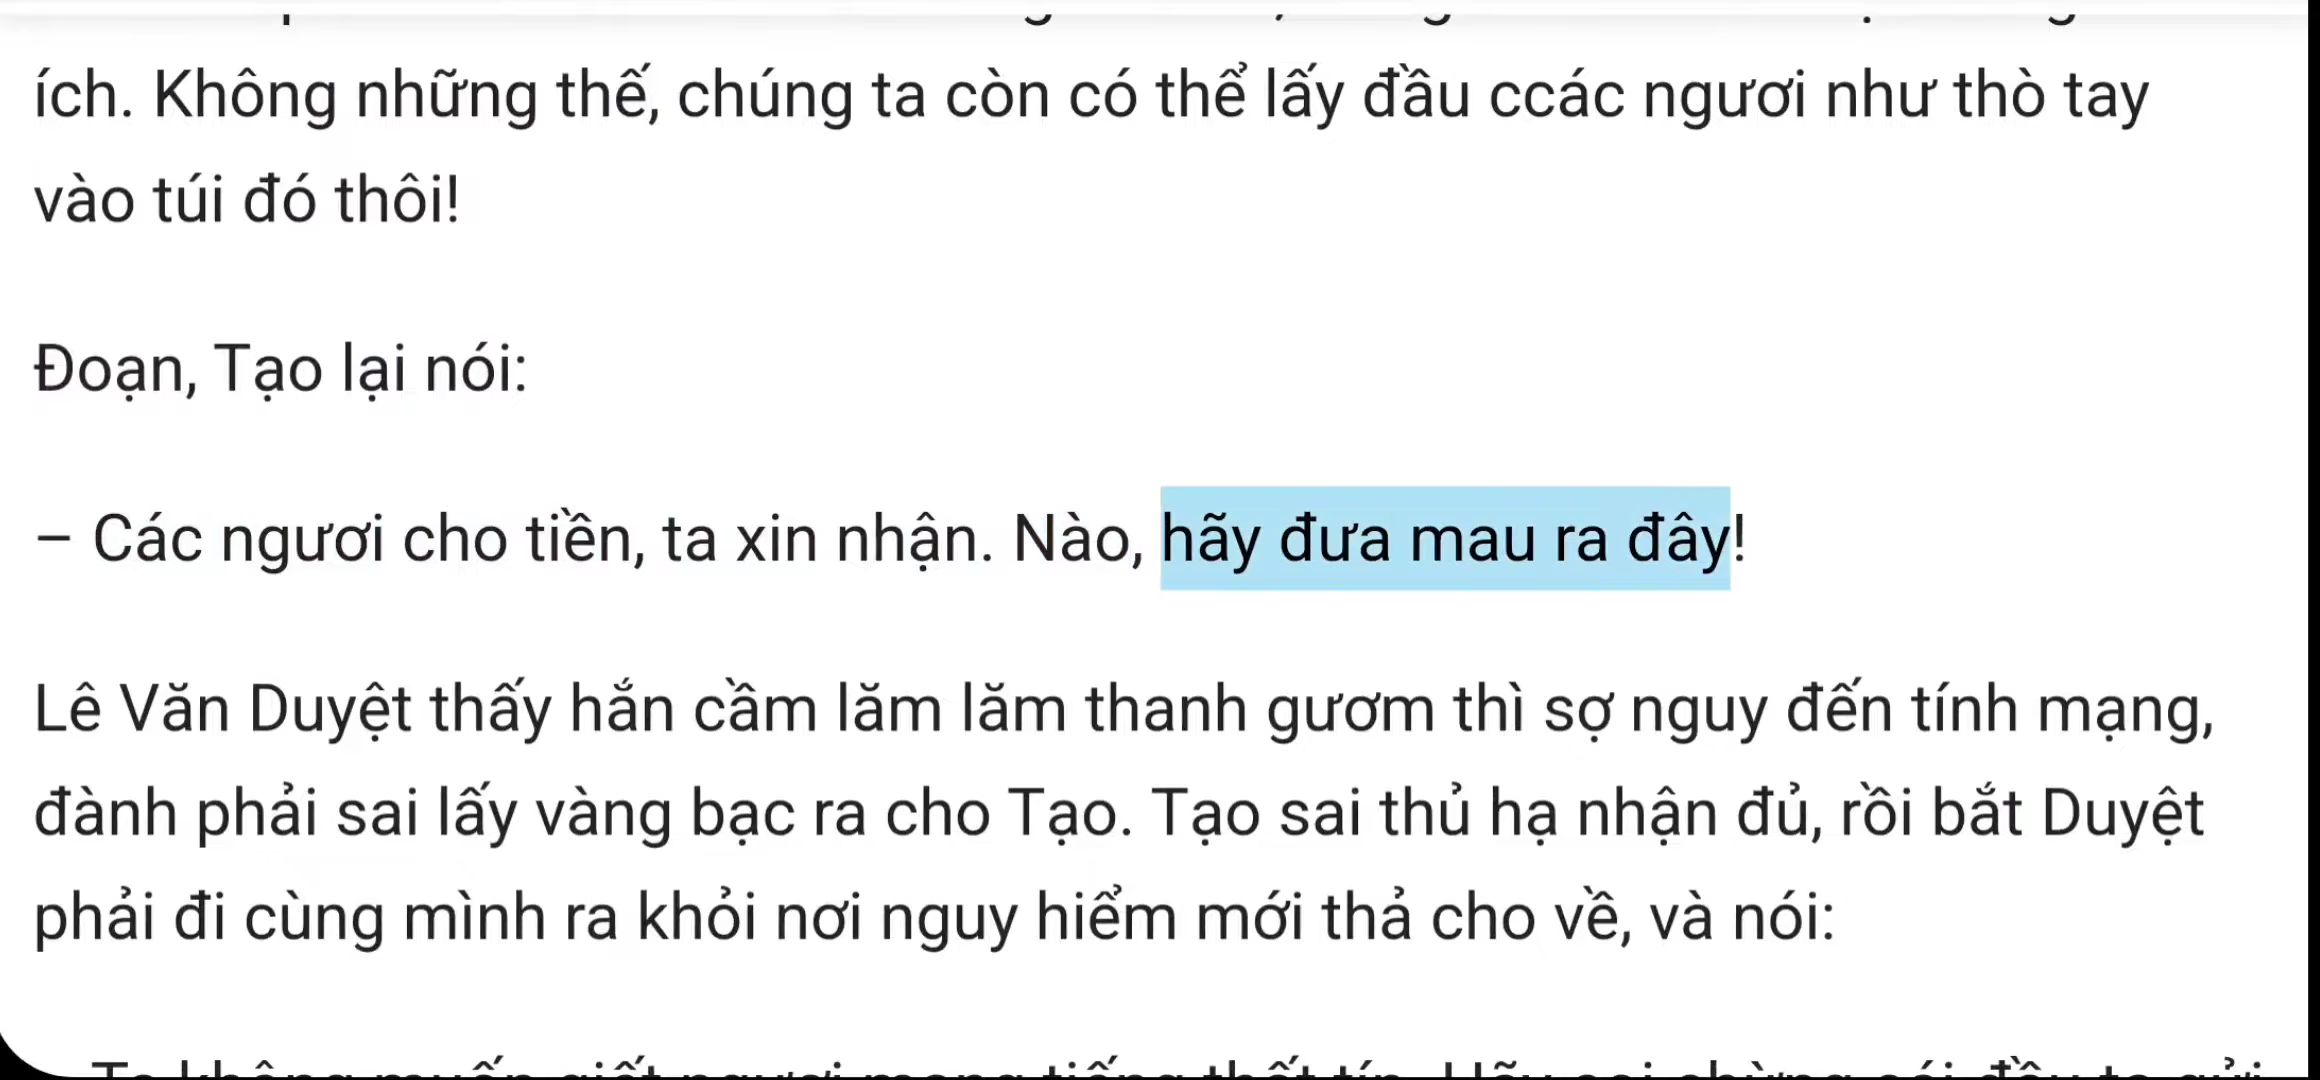 ích. Không những thế, chúng ta còn có thể lấy đầu ccác ngươi như thò tay
vào túi đó thôi!
Đoạn, Tạo lại nói:
– Các ngươi cho tiền, ta xin nhận. Nào, hãy đưa mau ra đây!
Lê Văn Duyệt thấy hắn cầm lăm lăm thanh gươm thì sợ nguy đến tính mạng,
đành phải sai lấy vàng bạc ra cho Tạo. Tạo sai thủ hạ nhận đủ, rồi bắt Duyệt
phải đi cùng mình ra khỏi nơi nguy hiểm mới thả cho về, và nói: